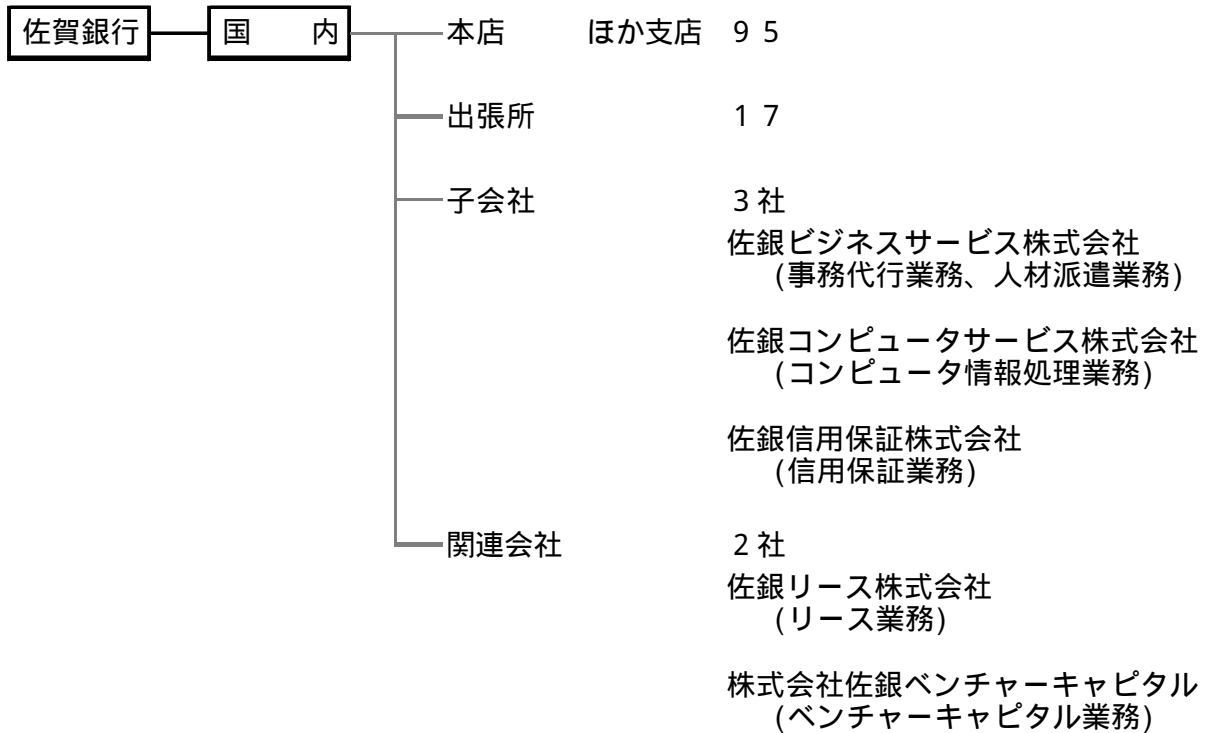 佐賀銀行 国　内 本店 ほか支店 ９５
出張所 １７
子会社 ３社
佐銀ビジネスサービス株式会社
(事務代行業務、人材派遣業務)
佐銀コンピュータサービス株式会社
(コンピュータ情報処理業務)
佐銀信用保証株式会社
(信用保証業務)
関連会社 ２社
佐銀リース株式会社
(リース業務)
株式会社佐銀ベンチャーキャピタル
(ベンチャーキャピタル業務)